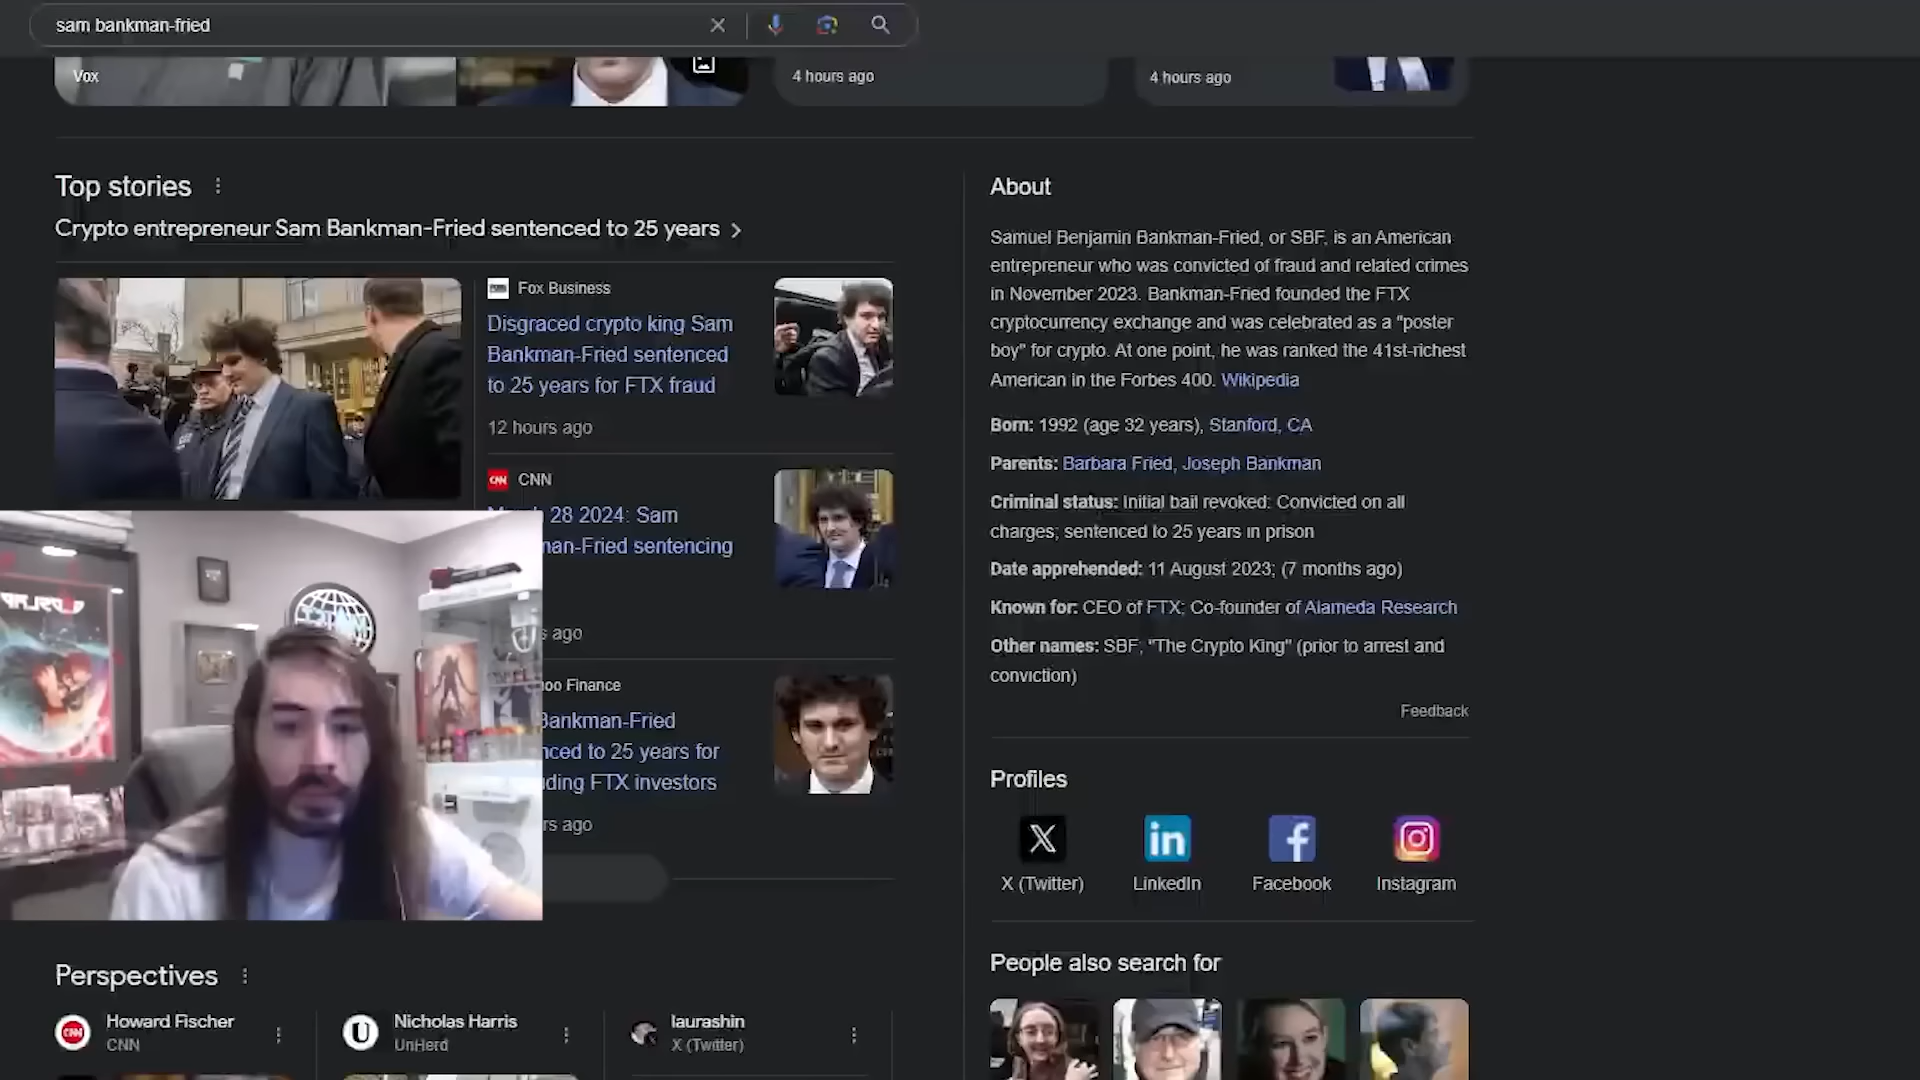 sam bankman-fried
Vox
4 hours ago
4 hours ago
Top stories
Crypto entrepreneur Sam Bankman-Fried sentenced to 25 years
Fox Business
Disgraced crypto king Sam
Bankman-Fried sentenced
to 25 years for FTX fraud
12 hours ago
CNN
CNN
28 2024: Sam
man-Fried sentencing
s ago
oo Finance
Bankman-Fried
nced to 25 years for
ding FTX investors
rs ago
Perspectives
CNN
Howard Fischer
CNN
U
Nicholas Harris
UnHerd
laurashin
X (Twitter)
About
Samuel Benjamin Bankman-Fried, or SBF, is an American
entrepreneur who was convicted of fraud and related crimes
in November 2023. Bankman-Fried founded the FTX
cryptocurrency exchange and was celebrated as a "poster
boy" for crypto. At one point, he was ranked the 41st-richest
American in the Forbes 400. Wikipedia
Born: 1992 (age 32 years), Stanford, CA
Parents: Barbara Fried, Joseph Bankman
Criminal status: Initial bail revoked: Convicted on all
charges; sentenced to 25 years in prison
Date apprehended: 11 August 2023; (7 months ago)
Known for: CEO of FTX; Co-founder of Alameda Research
Other names: SBF; "The Crypto King" (prior to arrest and
conviction)
Feedback
Profiles
X (Twitter)
LinkedIn
Facebook
Instagram
People also search for